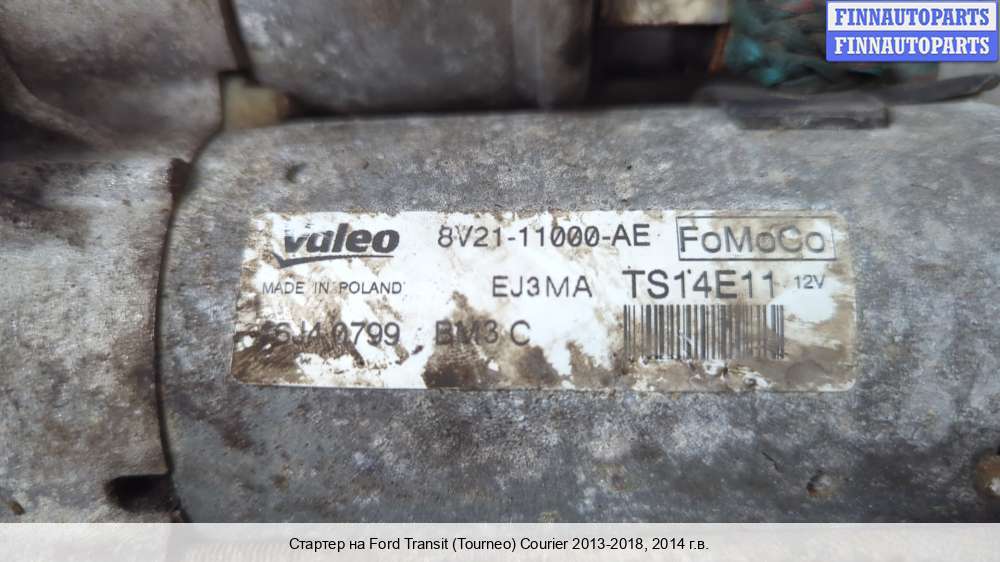 FINNAUTOPARTS
FINNAUTOPARTS
Valeo 8V21-11000-AE FoMoCo
MADE IN POLAND EJ3MA TS14E11 12V
BM3C
Стартер на Ford Transit (Tourneo) Courier 2013-2018, 2014 г.в.